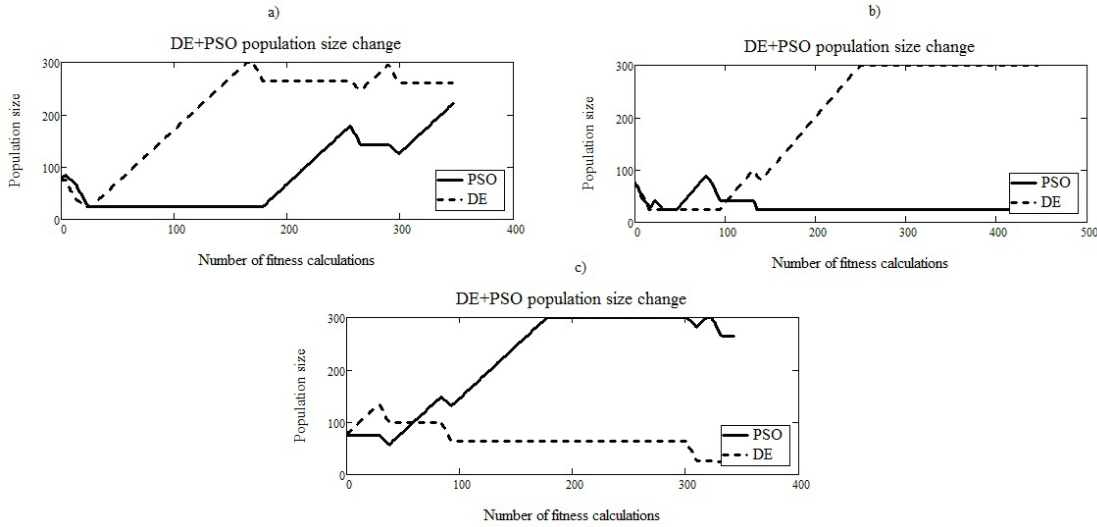 a)
DE+PSO population size change
Population size
300
200
100
0
PSO
DE
0 100 200 300 400
Number of fitness calculations
b)
DE+PSO population size change
Population size
300
200
100
0
PSO
DE
0 100 200 300 400 500
Number of fitness calculations
c)
DE+PSO population size change
Population size
300
200
100
0
PSO
DE
0 100 200 300 400
Number of fitness calculations